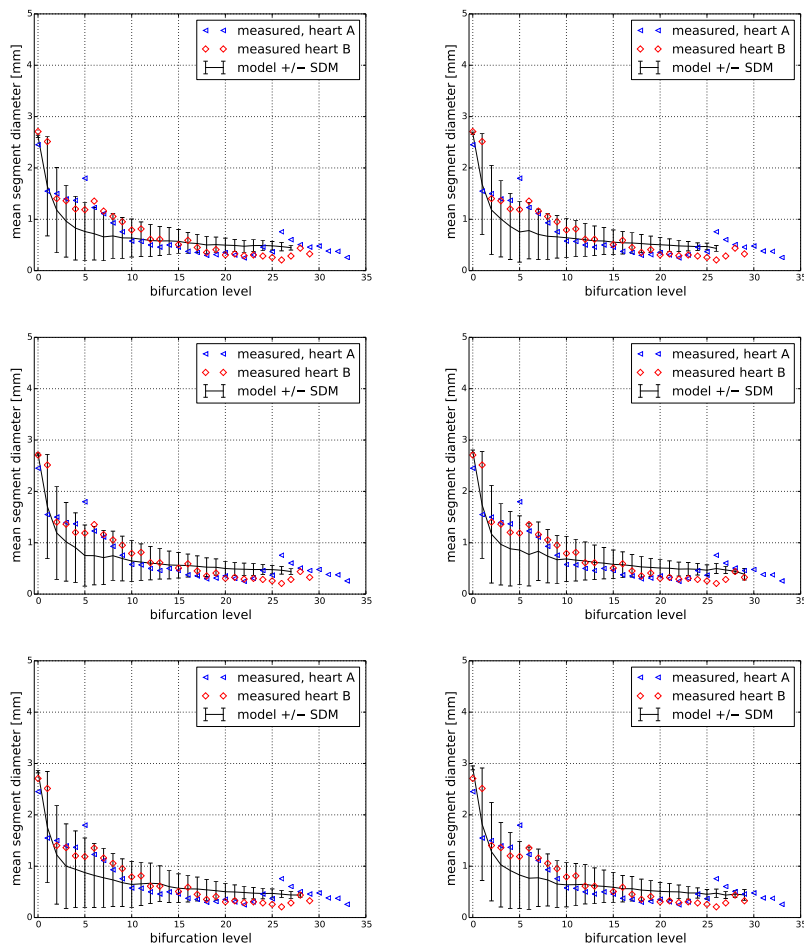 5
measured, heart A
measured heart B
model +/− SDM
4
3
2
1
0
mean segment diameter [mm]
0 5 10 15 20 25 30 35
bifurcation level
5
measured, heart A
measured heart B
model +/− SDM
4
3
2
1
0
mean segment diameter [mm]
0 5 10 15 20 25 30 35
bifurcation level
5
measured, heart A
measured heart B
model +/− SDM
4
3
2
1
0
mean segment diameter [mm]
0 5 10 15 20 25 30 35
bifurcation level
5
measured, heart A
measured heart B
model +/− SDM
4
3
2
1
0
mean segment diameter [mm]
0 5 10 15 20 25 30 35
bifurcation level
5
measured, heart A
measured heart B
model +/− SDM
4
3
2
1
0
mean segment diameter [mm]
0 5 10 15 20 25 30 35
bifurcation level
5
measured, heart A
measured heart B
model +/− SDM
4
3
2
1
0
mean segment diameter [mm]
0 5 10 15 20 25 30 35
bifurcation level